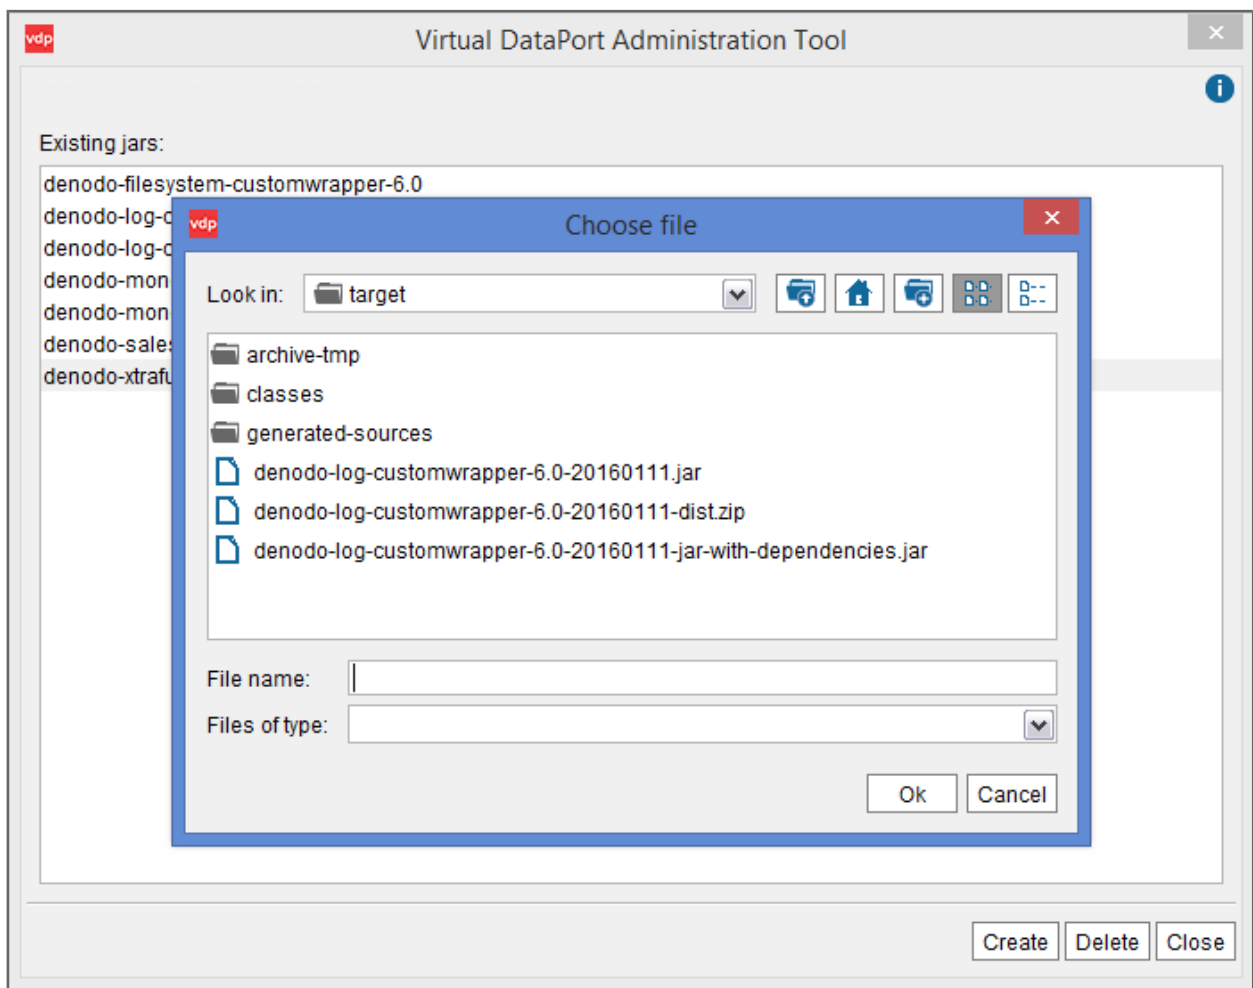 vdp
Virtual DataPort Administration Tool
Existing jars:
denodo-filesystem-customwrapper-6.0
denodo-log-c
denodo-log-c
denodo-mon
denodo-mon
denodo-sales
denodo-xtrafu
vdp
Choose file
Look in:
target
archive-tmp
classes
generated-sources
denodo-log-customwrapper-6.0-20160111.jar
denodo-log-customwrapper-6.0-20160111-dist.zip
denodo-log-customwrapper-6.0-20160111-jar-with-dependencies.jar
File name:
Files of type:
Ok Cancel
Create Delete Close